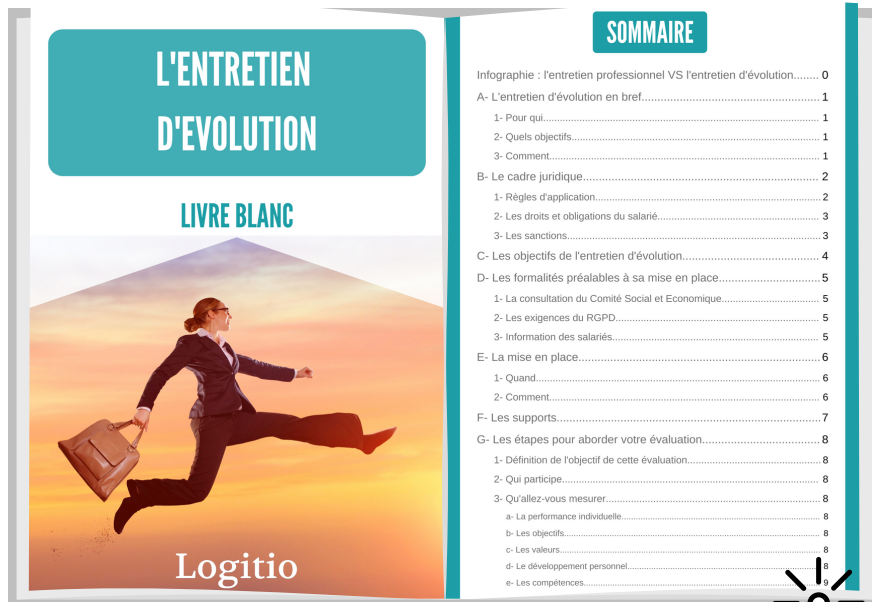 L'ENTRETIEN
D'EVOLUTION
LIVRE BLANC
Logitio
SOMMAIRE
Infographie : l'entretien professionnel VS l'entretien d'évolution........ 0
A- L'entretien d'évolution en bref...................................................... 1
1- Pour qui...................................................................................... 1
2- Quels objectifs............................................................................ 1
3- Comment.................................................................................... 1
B- Le cadre juridique....................................................................... 2
1- Règles d'application.................................................................... 2
2- Les droits et obligations du salarié.............................................. 3
3- Les sanctions.............................................................................. 3
C- Les objectifs de l'entretien d'évolution......................................... 4
D- Les formalités préalables à sa mise en place.............................. 5
1- La consultation du Comité Social et Economique........................ 5
2- Les exigences du RGPD............................................................. 5
3- Information des salariés.............................................................. 5
E- La mise en place......................................................................... 6
1- Quand......................................................................................... 6
2- Comment.................................................................................... 6
F- Les supports................................................................................ 7
G- Les étapes pour aborder votre évaluation................................... 8
1- Définition de l'objectif de cette évaluation................................... 8
2- Qui participe............................................................................... 8
3- Qu'allez-vous mesurer................................................................ 8
a- La performance individuelle........................................................ 8
b- Les objectifs............................................................................... 8
c- Les valeurs................................................................................. 8
d- Le développement personnel..................................................... 8
e- Les compétences........................................................................ 9